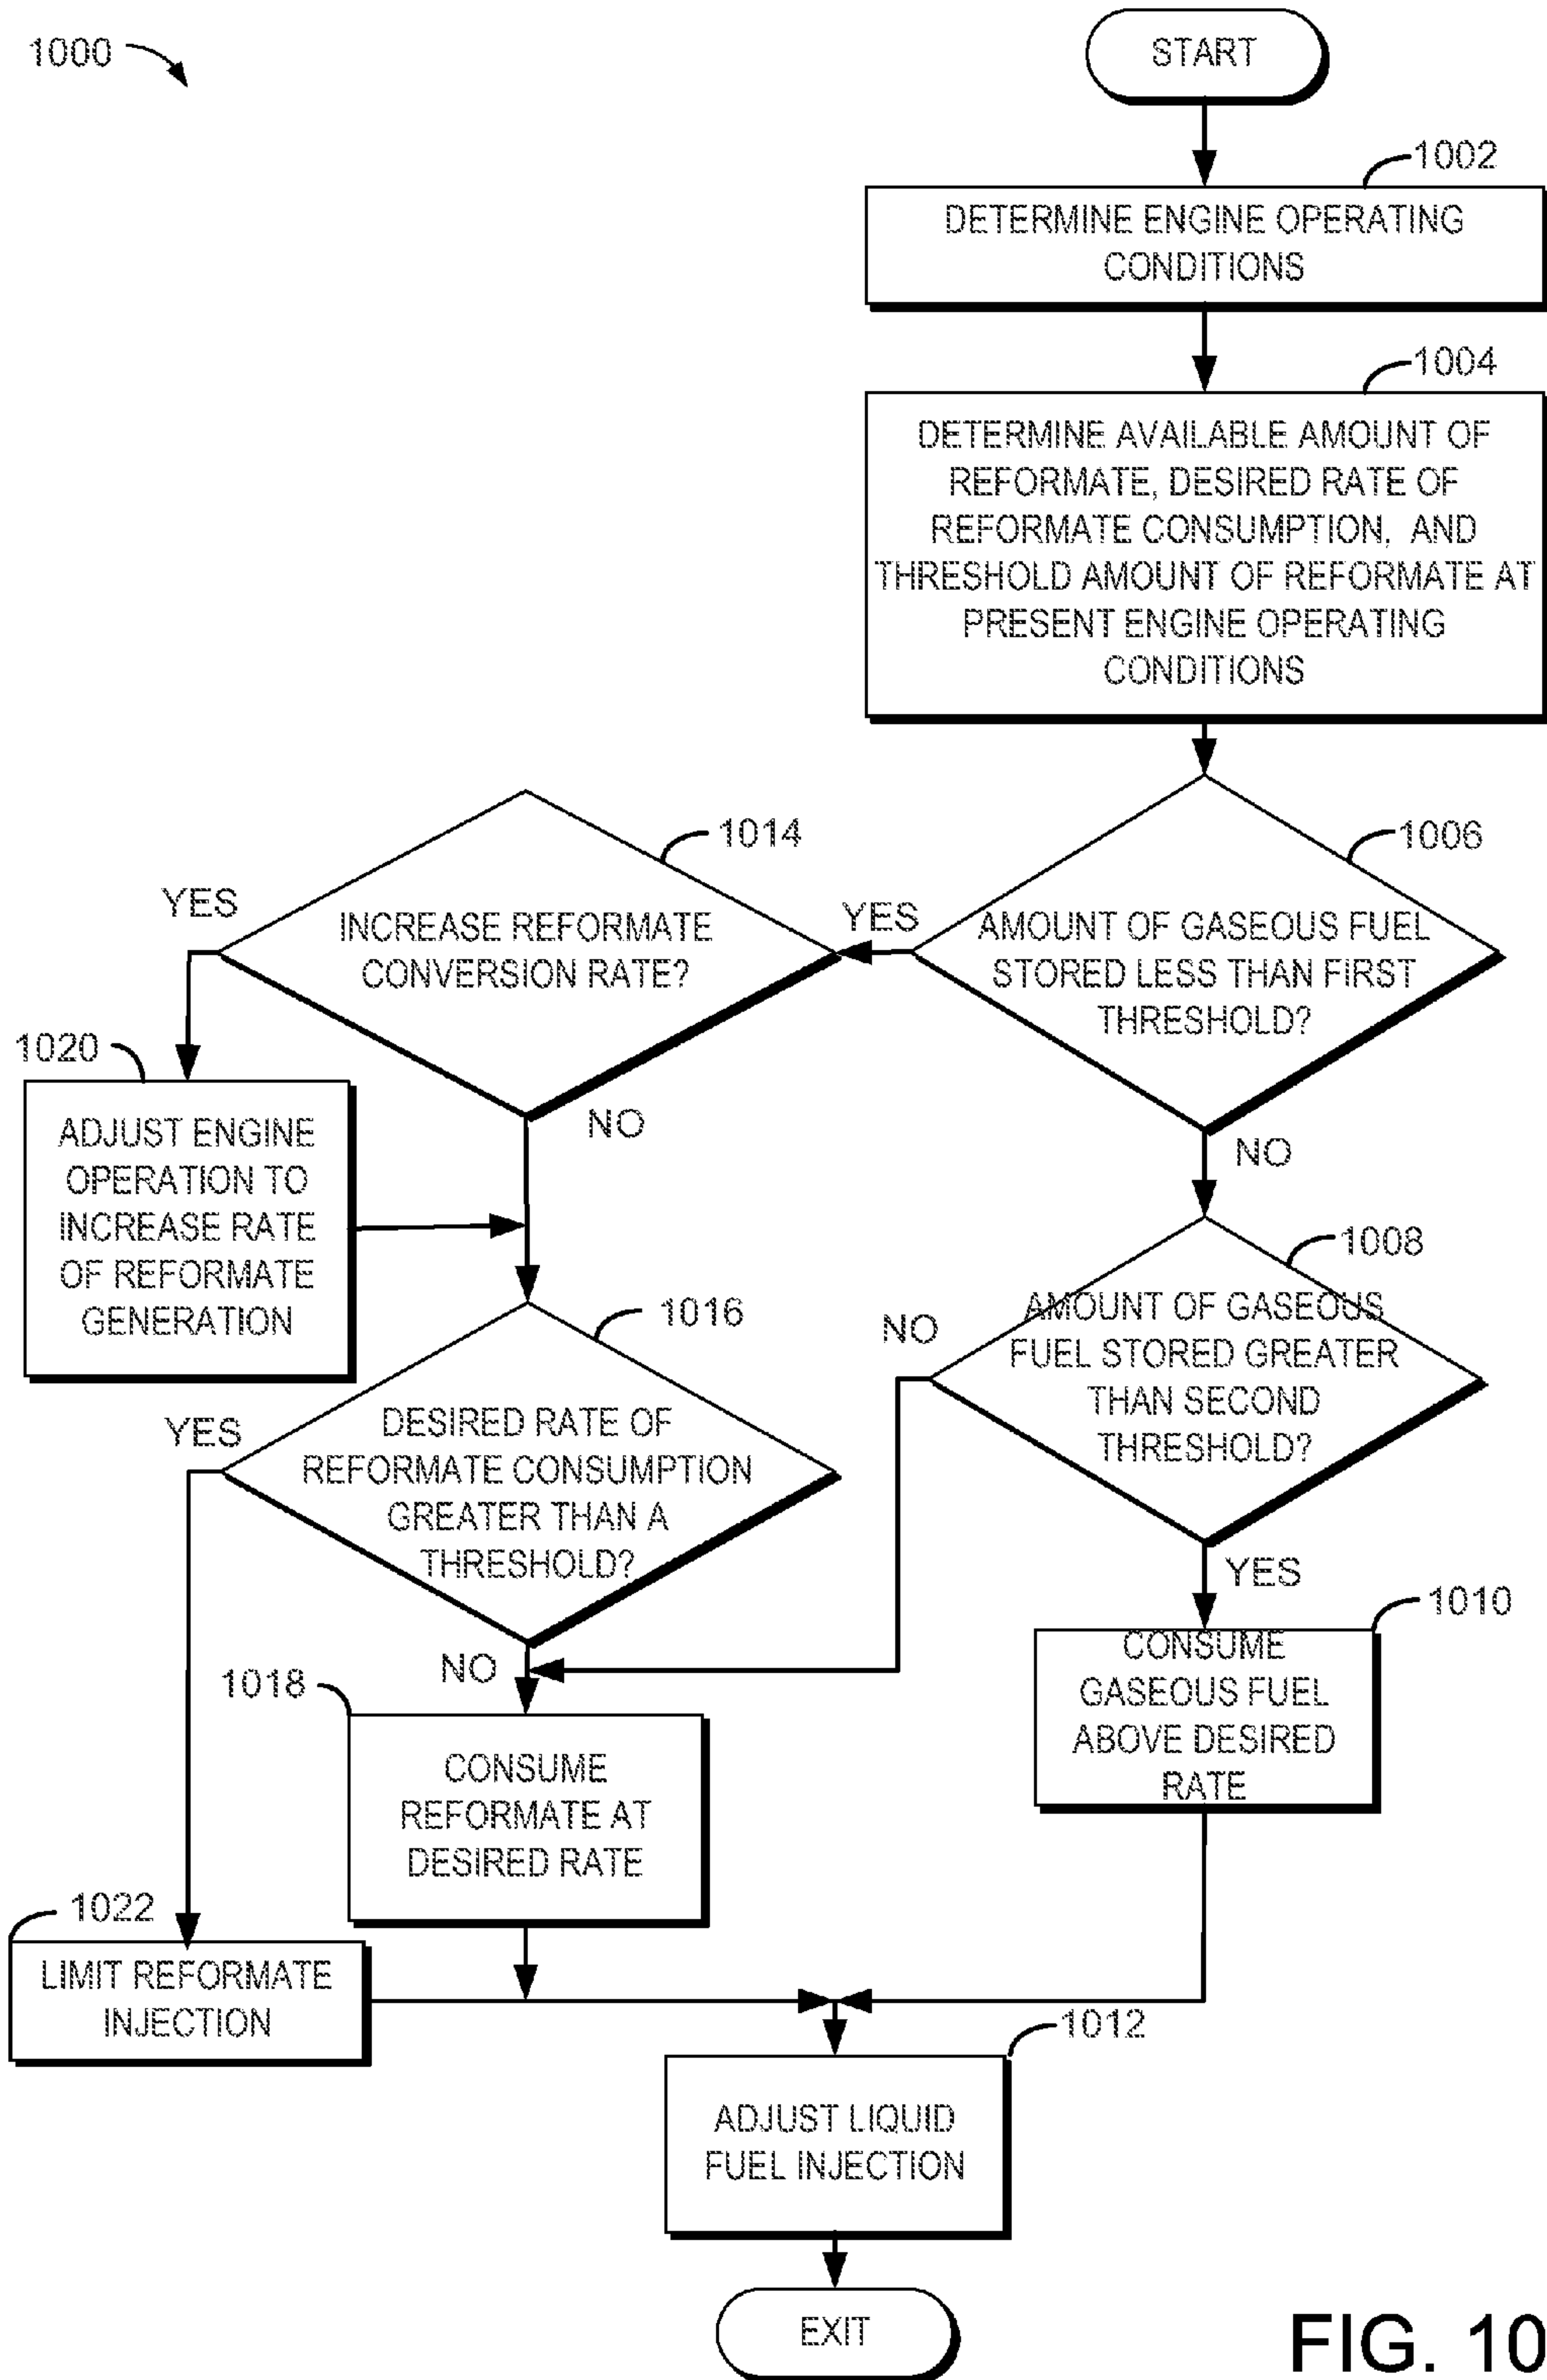 1000
START
1002
DETERMINE ENGINE OPERATING
CONDITIONS
1004
DETERMINE AVAILABLE AMOUNT OF
REFORMATE, DESIRED RATE OF
REFORMATE CONSUMPTION, AND
THRESHOLD AMOUNT OF REFORMATE AT
PRESENT ENGINE OPERATING
CONDITIONS
1006
AMOUNT OF GASEOUS FUEL
STORED LESS THAN FIRST
THRESHOLD?
YES
NO
1014
INCREASE REFORMATE
CONVERSION RATE?
YES
NO
1020
ADJUST ENGINE
OPERATION TO
INCREASE RATE
OF REFORMATE
GENERATION
1008
AMOUNT OF GASEOUS
FUEL STORED GREATER
THAN SECOND
THRESHOLD?
NO
YES
1016
DESIRED RATE OF
REFORMATE CONSUMPTION
GREATER THAN A
THRESHOLD?
YES
NO
1010
CONSUME
GASEOUS FUEL
ABOVE DESIRED
RATE
1018
CONSUME
REFORMATE AT
DESIRED RATE
1022
LIMIT REFORMATE
INJECTION
1012
ADJUST LIQUID
FUEL INJECTION
EXIT
FIG. 10